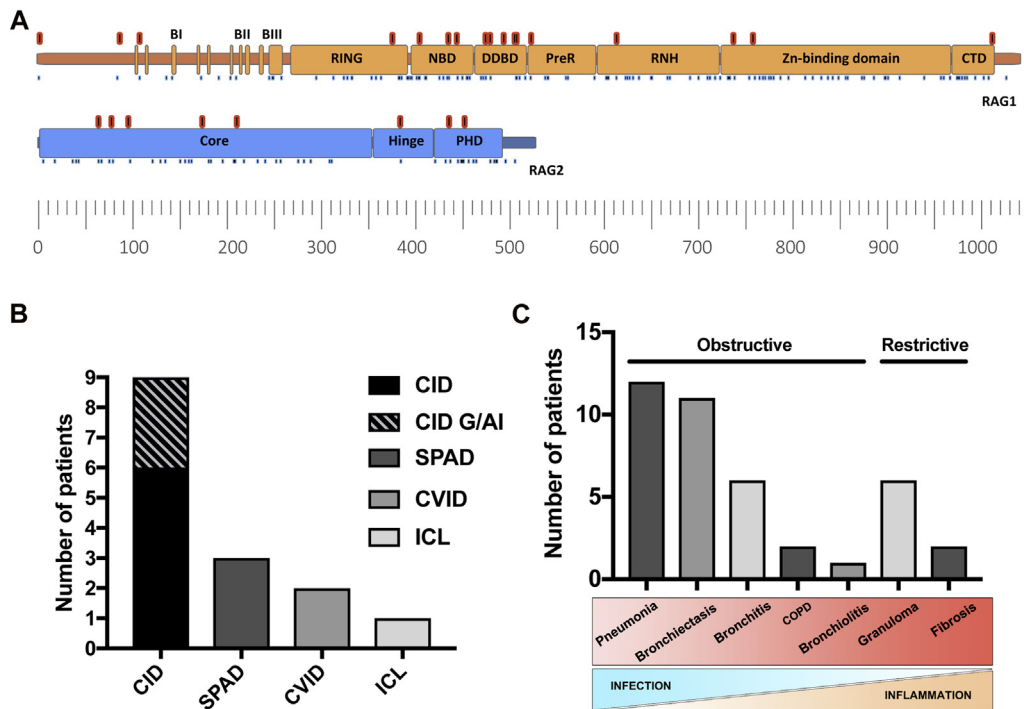 A
BI BII BIII
RING NBD DDBD PreR RNH Zn-binding domain CTD
RAG1
Core Hinge PHD
RAG2
0 100 200 300 400 500 600 700 800 900 1000
B
Number of patients
9
8
7
6
5
4
3
2
1
0
CID
CID G/AI
SPAD
CVID
ICL
CID SPAD CVID ICL
C
Number of patients
15
10
5
0
Obstructive Restrictive
Pneumonia Bronchiectasis Bronchitis COPD Bronchiolitis Granuloma Fibrosis
INFECTION
INFLAMMATION